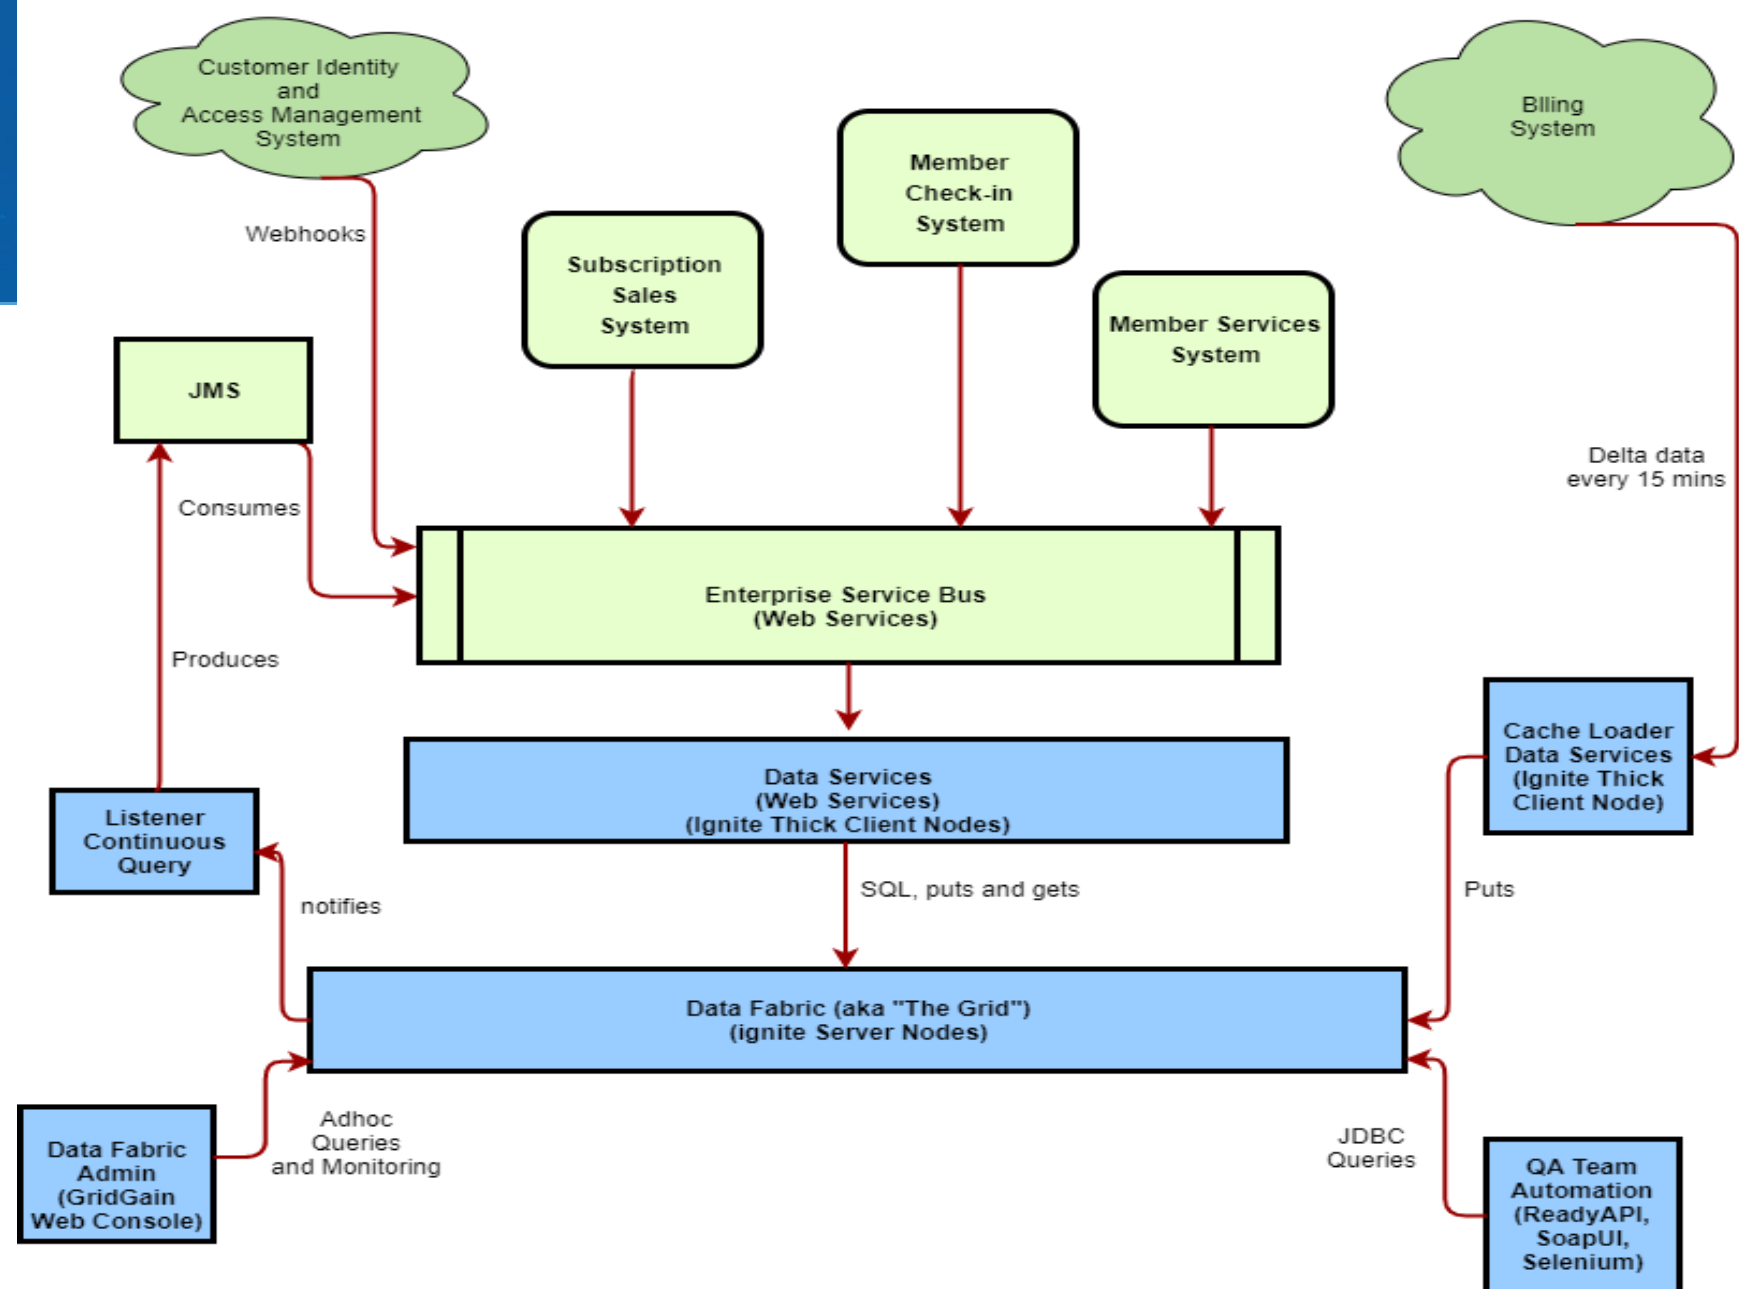 Customer Identity
and
Access Management
System
BIling
System
Member
Check-in
System
Webhooks
Subscription
Sales
System
Member Services
System
JMS
Delta data
every 15 mins
Consumes
Enterprise Service Bus
(Web Services)
Produces
Cache Loader
Data Services
(Ignite Thick
Client Node)
Data Services
(Web Services)
(Ignite Thick Client Nodes)
Listener
Continuous
Query
SQL, puts and gets
Puts
notifies
Data Fabric (aka "The Grid")
(ignite Server Nodes)
Adhoc
Queries
and Monitoring
Data Fabric
Admin
(GridGain
Web Console)
JDBC
Queries
QA Team
Automation
(ReadyAPI,
SoapUI,
Selenium)